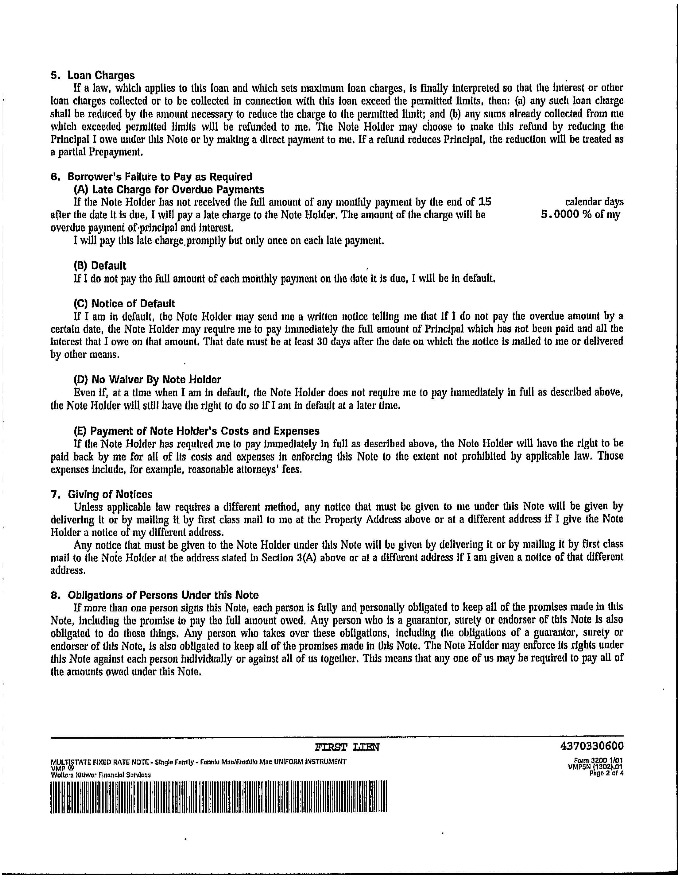 5. Loan Charges
If a law, which applies to this loan and which sets maximum loan charges, is finally interpreted so that the interest or other
loan charges collected or to be collected in connection with this loan exceed the permitted limits, then: (a) any such loan charge
shall be reduced by the amount necessary to reduce the charge to the permitted limit; and (b) any sums already collected from me
which exceeded permitted limits will be refunded to me. The Note Holder may choose to make this refund by reducing the
Principal I owe under this Note or by making a direct payment to me. If a refund reduces Principal, the reduction will be treated as
a partial Prepayment.
6. Borrower's Failure to Pay as Required
(A) Late Charge for Overdue Payments
If the Note Holder has not received the full amount of any monthly payment by the end of 15 calendar days
after the date it is due, I will pay a late charge to the Note Holder. The amount of the charge will be 5.0000 % of my
overdue payment of principal and interest.
I will pay this late charge promptly but only once on each late payment.
(B) Default
If I do not pay the full amount of each monthly payment on the date it is due, I will be in default.
(C) Notice of Default
If I am in default, the Note Holder may send me a written notice telling me that if I do not pay the overdue amount by a
certain date, the Note Holder may require me to pay immediately the full amount of Principal which has not been paid and all the
interest that I owe on that amount. That date must be at least 30 days after the date on which the notice is mailed to me or delivered
by other means.
(D) No Waiver By Note Holder
Even if, at a time when I am in default, the Note Holder does not require me to pay immediately in full as described above,
the Note Holder will still have the right to do so if I am in default at a later time.
(E) Payment of Note Holder's Costs and Expenses
If the Note Holder has required me to pay immediately in full as described above, the Note Holder will have the right to be
paid back by me for all of its costs and expenses in enforcing this Note to the extent not prohibited by applicable law. Those
expenses include, for example, reasonable attorneys' fees.
7. Giving of Notices
Unless applicable law requires a different method, any notice that must be given to me under this Note will be given by
delivering it or by mailing it by first class mail to me at the Property Address above or at a different address if I give the Note
Holder a notice of my different address.
Any notice that must be given to the Note Holder under this Note will be given by delivering it or by mailing it by first class
mail to the Note Holder at the address stated in Section 3(A) above or at a different address if I am given a notice of that different
address.
8. Obligations of Persons Under this Note
If more than one person signs this Note, each person is fully and personally obligated to keep all of the promises made in this
Note, including the promise to pay the full amount owed. Any person who is a guarantor, surety or endorser of this Note is also
obligated to do these things. Any person who takes over these obligations, including the obligations of a guarantor, surety or
endorser of this Note, is also obligated to keep all of the promises made in this Note. The Note Holder may enforce its rights under
this Note against each person individually or against all of us together. This means that any one of us may be required to pay all of
the amounts owed under this Note.
FIRST LIEN 4370330600
MULTISTATE FIXED RATE NOTE - Single Family - Fannie Mae/Freddie Mac UNIFORM INSTRUMENT Form 3200 1/01
VMP ® VMP5N (1302).01
Wolters Kluwer Financial Services Page 2 of 4